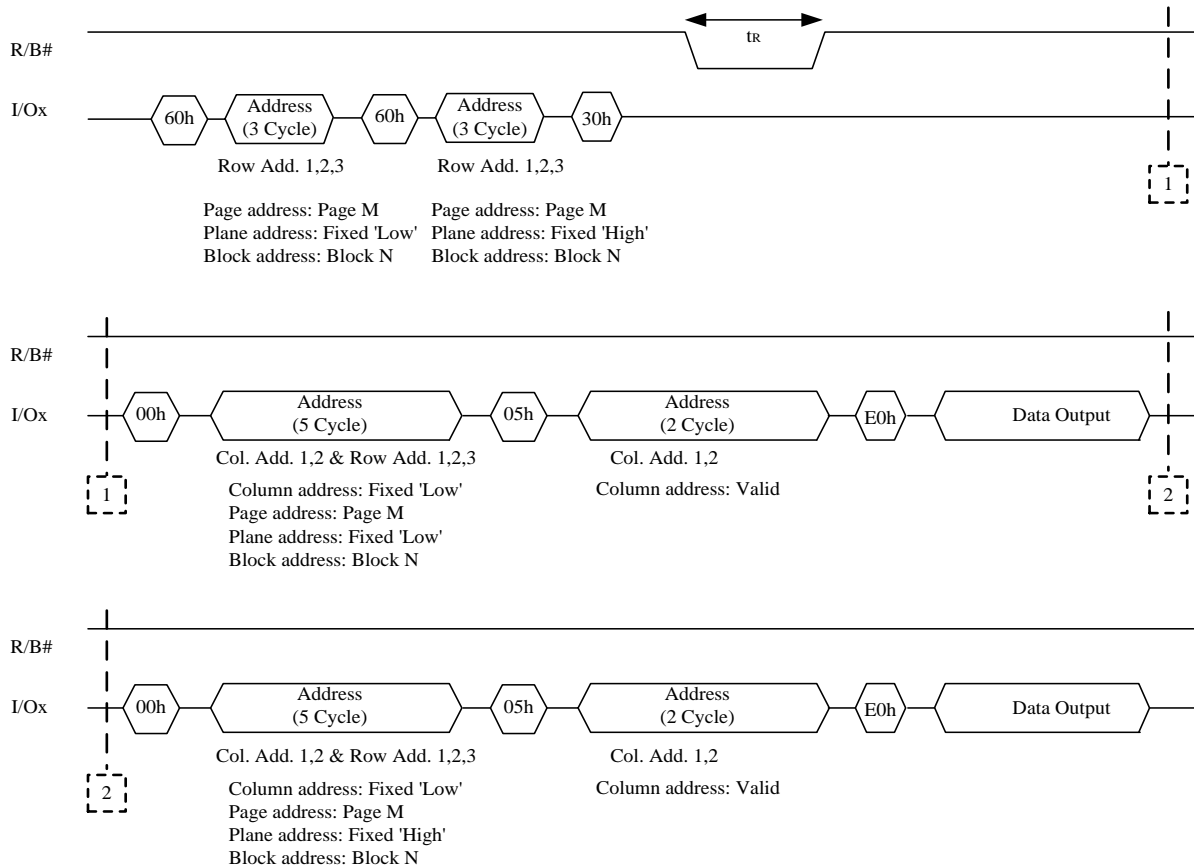 tR
R/B#
I/Ox
60h
Address
(3 Cycle)
60h
Address
(3 Cycle)
30h
Row Add. 1,2,3
Row Add. 1,2,3
Page address: Page M
Plane address: Fixed 'Low'
Block address: Block N
Page address: Page M
Plane address: Fixed 'High'
Block address: Block N
1
R/B#
I/Ox
00h
Address
(5 Cycle)
05h
Address
(2 Cycle)
E0h
Data Output
Col. Add. 1,2 & Row Add. 1,2,3
Col. Add. 1,2
Column address: Fixed 'Low'
Page address: Page M
Plane address: Fixed 'Low'
Block address: Block N
Column address: Valid
1
2
R/B#
I/Ox
00h
Address
(5 Cycle)
05h
Address
(2 Cycle)
E0h
Data Output
Col. Add. 1,2 & Row Add. 1,2,3
Col. Add. 1,2
Column address: Fixed 'Low'
Page address: Page M
Plane address: Fixed 'High'
Block address: Block N
Column address: Valid
2